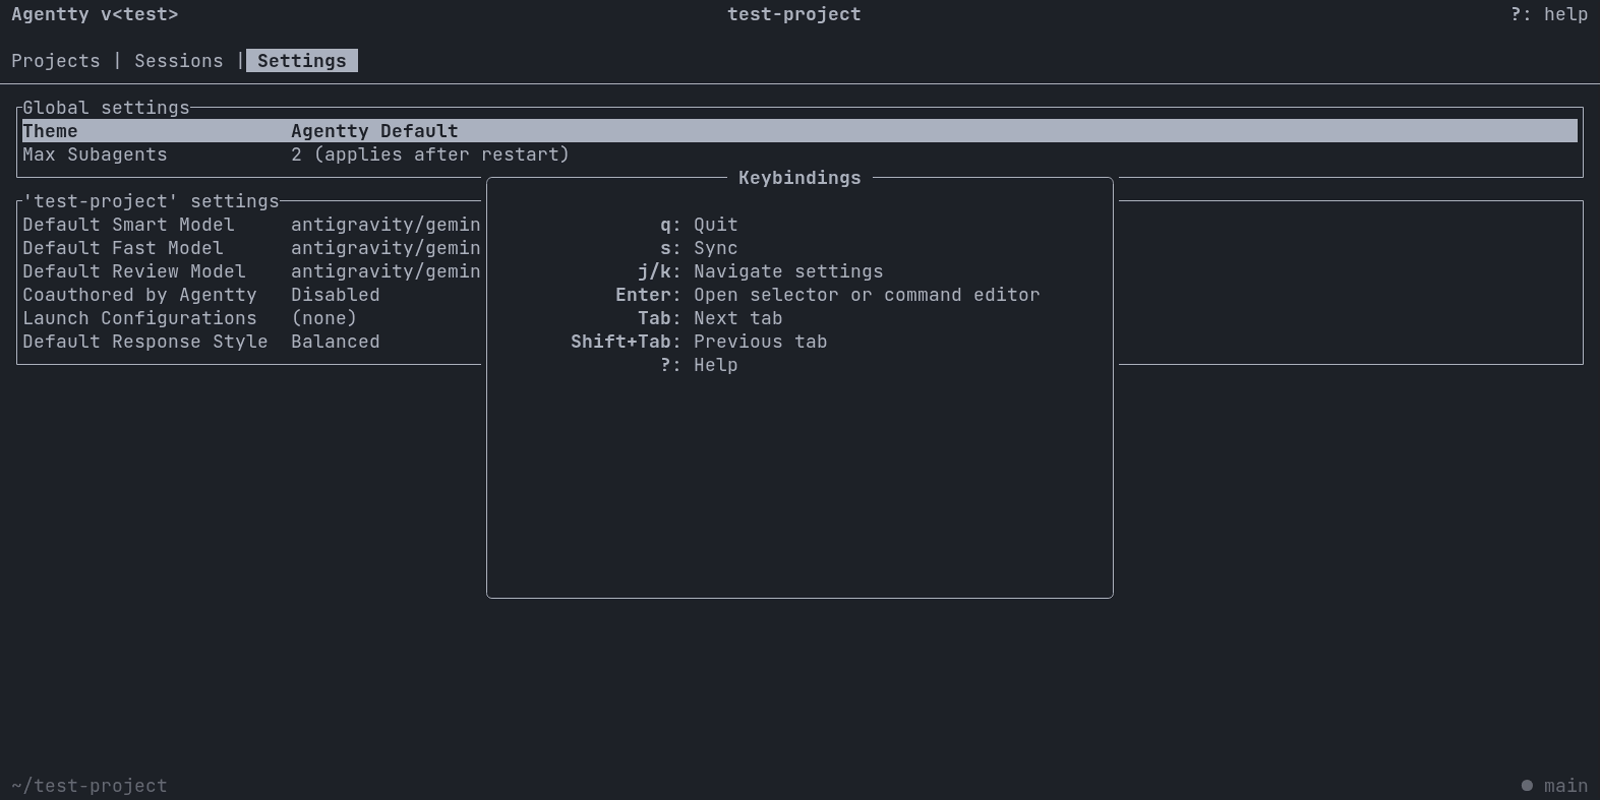 Agentty v<test> test-project ?: help
Projects | Sessions | Settings
Global settings
Theme Agentty Default
Max Subagents 2 (applies after restart)
Keybindings
'test-project' settings
Default Smart Model antigravity/gemin q: Quit
Default Fast Model antigravity/gemin s: Sync
Default Review Model antigravity/gemin j/k: Navigate settings
Coauthored by Agentty Disabled Enter: Open selector or command editor
Launch Configurations (none) Tab: Next tab
Default Response Style Balanced Shift+Tab: Previous tab
?: Help
~/test-project ● main